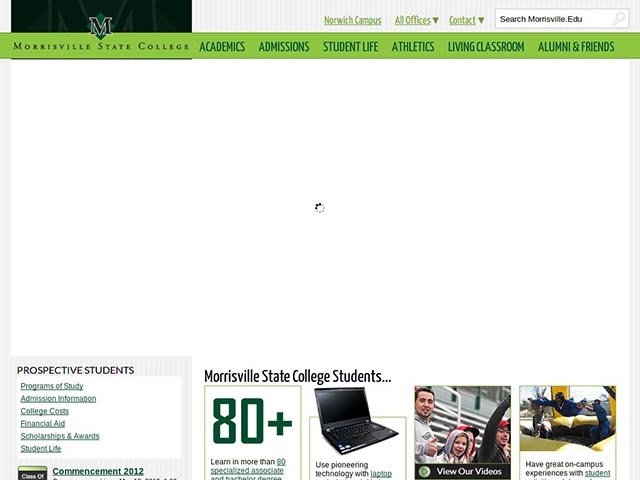 Norwich Campus All Offices ▼ Contact ▼ Search Morrisville.Edu
M
MORRISVILLE STATE COLLEGE
ACADEMICS ADMISSIONS STUDENT LIFE ATHLETICS LIVING CLASSROOM ALUMNI & FRIENDS
PROSPECTIVE STUDENTS
Programs of Study
Admission Information
College Costs
Financial Aid
Scholarships & Awards
Student Life
Class Of
Commencement 2012
Morrisville State College Students...
80+
Learn in more than 80
specialized associate
and bachelor degree
Use pioneering
technology with laptop
View Our Videos
Have great on-campus
experiences with student